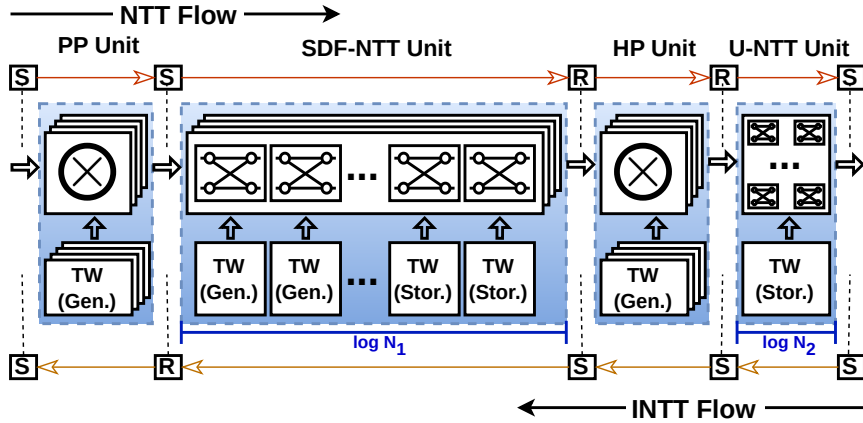 NTT Flow
PP Unit SDF-NTT Unit HP Unit U-NTT Unit
S S R R S
... ...
TW (Gen.) TW (Gen.) TW (Gen.) ... TW (Stor.) TW (Stor.) TW (Gen.) TW (Stor.)
log N1 log N2
S R S S S
INTT Flow